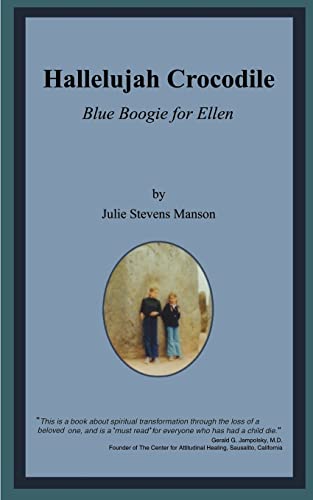 Hallelujah Crocodile
Blue Boogie for Ellen
by
Julie Stevens Manson
"This is a book about spiritual transformation through the loss of a
beloved one, and is a "must read" for everyone who has had a child die."
Gerald G. Jampolsky, M.D.
Founder of The Center for Attitudinal Healing, Sausalito, California